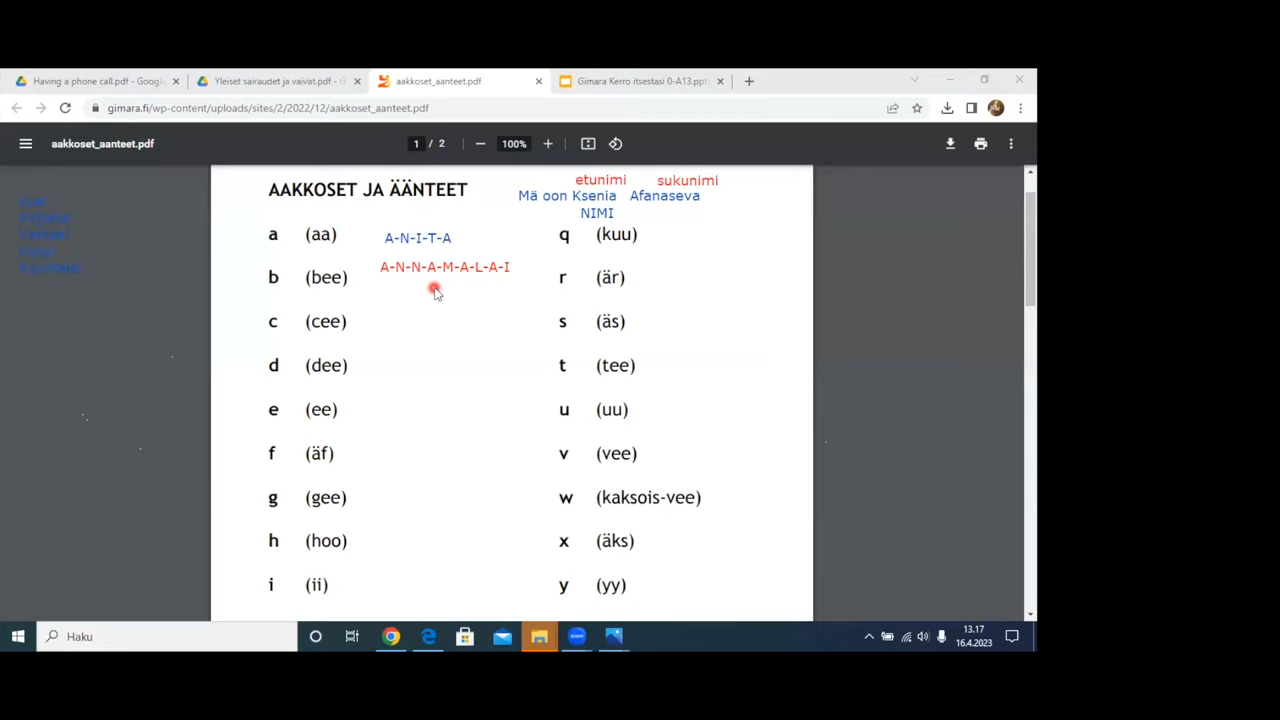 Having a phone call.pdf - Google
Yleiset sairaudet ja vaivat.pdf - G
aakkoset_aanteet.pdf
Gimara Kerro itsestasi 0-A13.ppt
gimara.fi/wp-content/uploads/sites/2/2022/12/aakkoset_aanteet.pdf
aakkoset_aanteet.pdf
1 / 2
100%
AAKKOSET JA ÄÄNTEET
etunimi sukunimi
Mä oon Ksenia Afanaseva
NIMI
a (aa)
A-N-I-T-A
b (bee)
A-N-N-A-M-A-L-A-I
c (cee)
d (dee)
e (ee)
f (äf)
g (gee)
h (hoo)
i (ii)
q (kuu)
r (är)
s (äs)
t (tee)
u (uu)
v (vee)
w (kaksois-vee)
x (äks)
y (yy)
Haku
zoom
13.17
16.4.2023